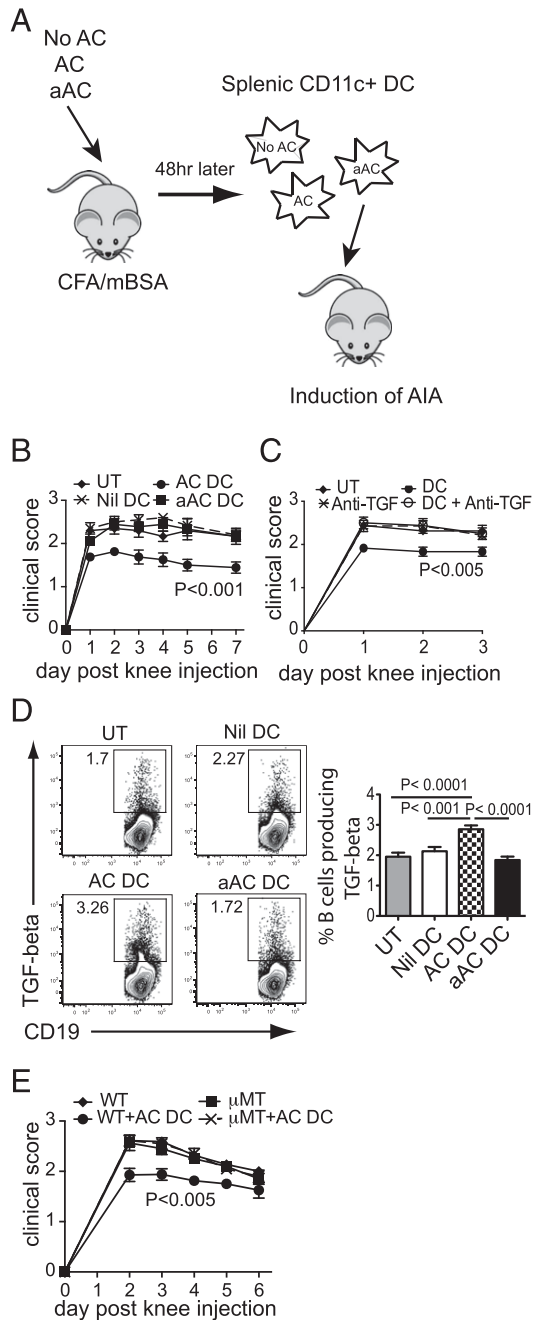 A
No AC
AC
aAC
Splenic CD11c+ DC
48hr later
No AC
aAC
AC
CFA/mBSA
Induction of AIA
B
UT
AC DC
Nil DC
aAC DC
clinical score
3
2
1
0
P<0.001
0 1 2 3 4 5 6 7
day post knee injection
C
UT
DC
Anti-TGF
DC + Anti-TGF
clinical score
3
2
1
0
P<0.005
0 1 2 3
day post knee injection
D
UT
Nil DC
1.7
2.27
AC DC
aAC DC
3.26
1.72
TGF-beta
CD19
% B cells producing
TGF-beta
4
3
2
1
0
P< 0.0001
P< 0.001
P< 0.0001
UT
Nil DC
AC DC
aAC DC
E
WT
μMT
WT+AC DC
μMT+AC DC
clinical score
3
2
1
0
P<0.005
0 1 2 3 4 5 6
day post knee injection